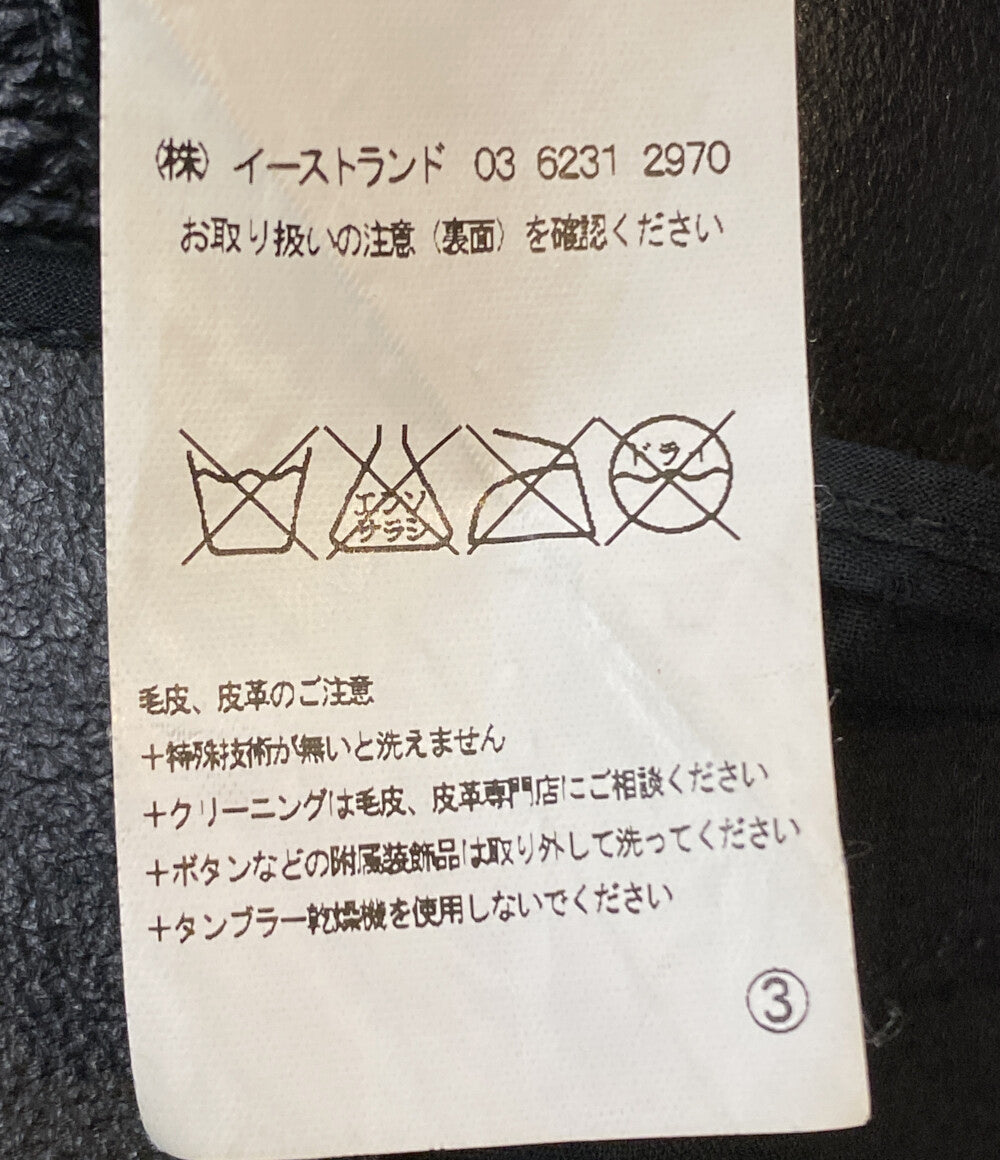 (株) イーストランド 03 6231 2970
お取り扱いの注意 (裏面) を確認ください
エンソ
サラシ
ドライ
毛皮、皮革のご注意
+特殊技術が無いと洗えません
+クリーニングは毛皮、皮革専門店にご相談ください
+ボタンなどの附属装飾品は取り外して洗ってください
+タンブラー乾燥機を使用しないでください
③